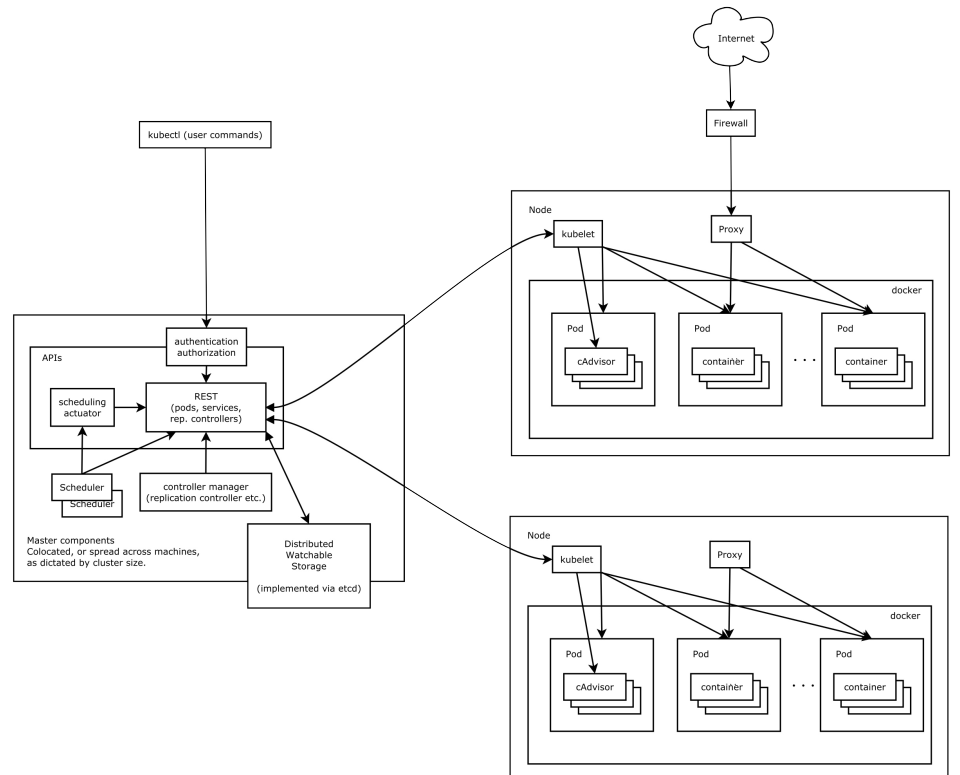 Internet
Firewall
kubectl (user commands)
Node
kubelet
Proxy
docker
Pod
cAdvisor
Pod
container
. . .
Pod
container
authentication
authorization
APIs
scheduling
actuator
REST
(pods, services,
rep. controllers)
Scheduler
Scheduler
controller manager
(replication controller etc.)
Master components
Colocated, or spread across machines,
as dictated by cluster size.
Distributed
Watchable
Storage
(implemented via etcd)
Node
kubelet
Proxy
docker
Pod
cAdvisor
Pod
container
. . .
Pod
container